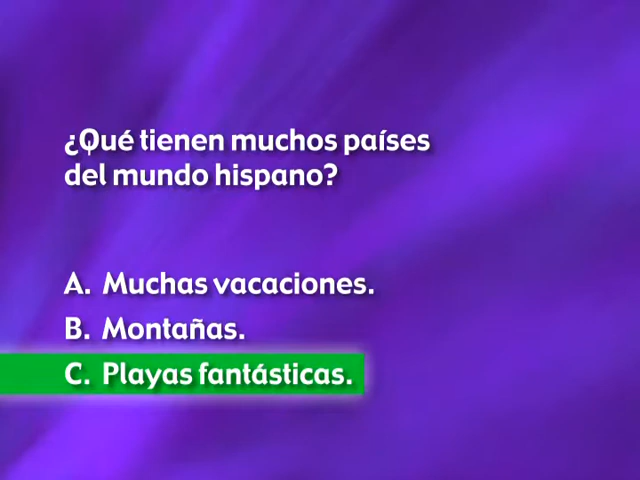 ¿Qué tienen muchos países
del mundo hispano?
A. Muchas vacaciones.
B. Montañas.
C. Playas fantásticas.